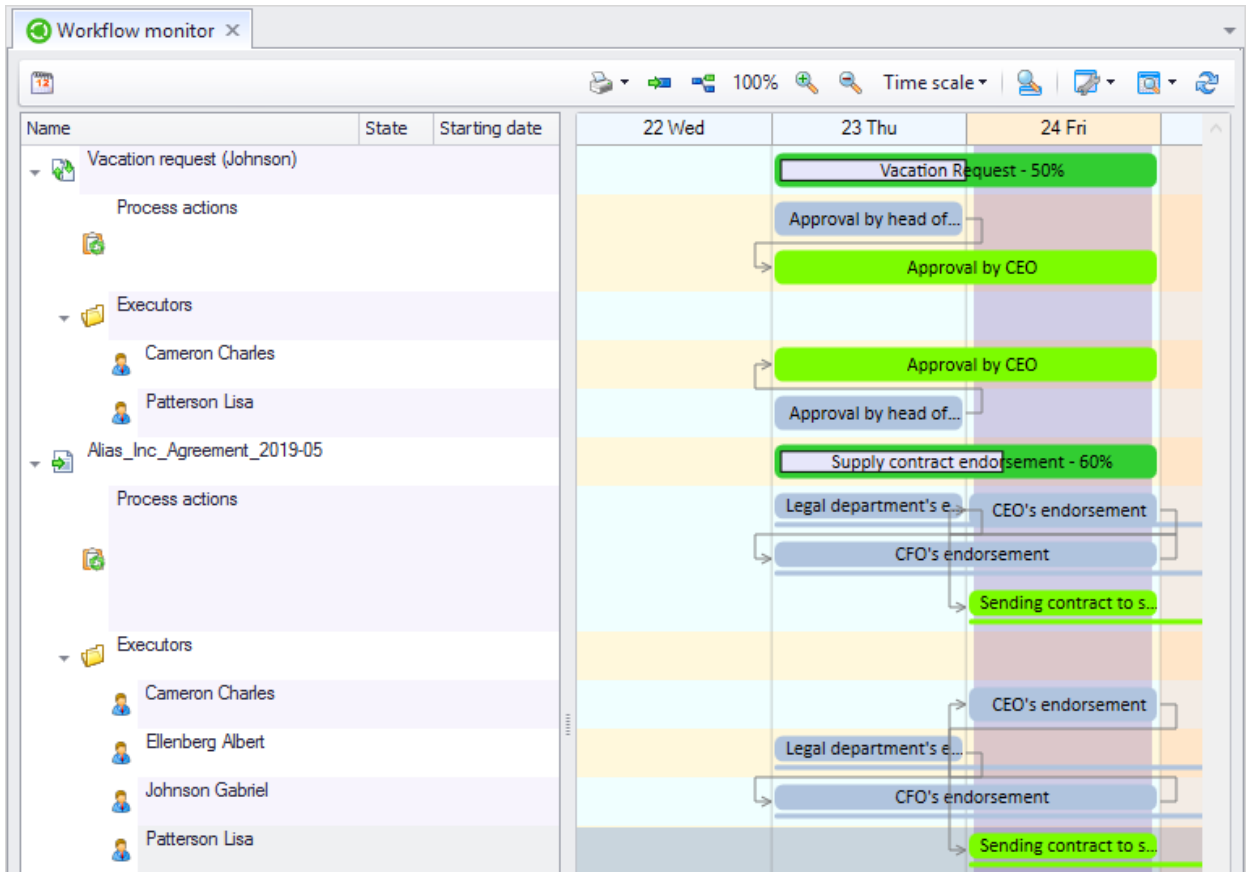 Workflow monitor
12
100%
Time scale
Name State Starting date 22 Wed 23 Thu 24 Fri
Vacation request (Johnson) Vacation Request - 50%
Process actions
Approval by head of...
Approval by CEO
Executors
Cameron Charles Approval by CEO
Patterson Lisa Approval by head of...
Alias_Inc_Agreement_2019-05 Supply contract endorsement - 60%
Process actions Legal department's e... CEO's endorsement
CFO's endorsement
Sending contract to s...
Executors
Cameron Charles CEO's endorsement
Ellenberg Albert Legal department's e...
Johnson Gabriel CFO's endorsement
Patterson Lisa Sending contract to s...